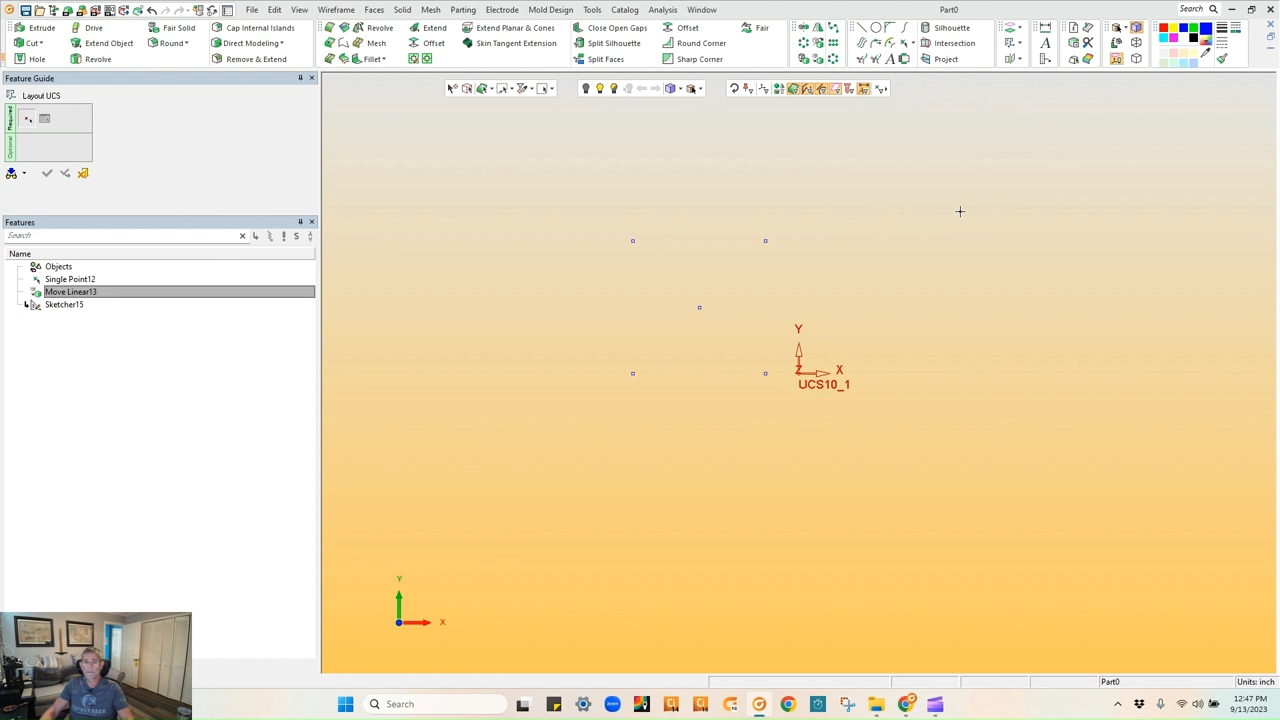 File Edit View Wireframe Faces Solid Mesh Parting Electrode Mold Design Tools Catalog Analysis Window Part0 Search
Extrude Drive Fair Solid Cap Internal Islands Revolve Extend Extend Planar & Cones Close Open Gaps Offset Fair Silhouette
Cut Extend Object Round Direct Modeling Mesh Offset Skin Tangent Extension Split Silhouette Round Corner Intersection
Hole Revolve Remove & Extend Fillet Split Faces Sharp Corner Project
Feature Guide
Layout UCS
Required
Optional
Features
Search
S
Name
Objects
Single Point12
Move Linear13
Sketcher15
Y
Z X
UCS10_1
Y
X
Part0 Units: inch
Search
12:47 PM
9/13/2023